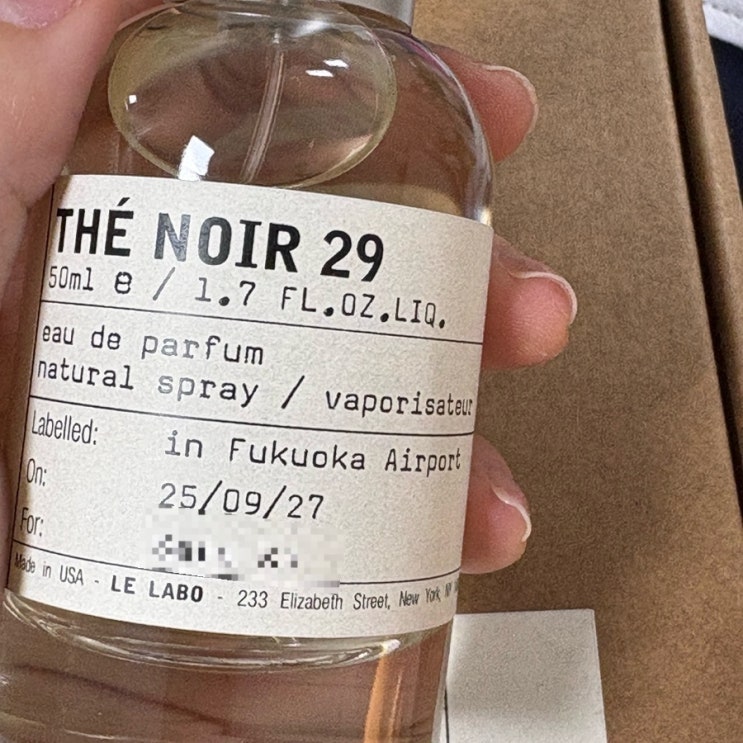 THÉ NOIR 29
50ml e / 1.7 FL.OZ.LIQ.
eau de parfum
natural spray / vaporisateur
Labelled: in Fukuoka Airport
On: 25/09/27
For:
Made in USA - LE LABO - 233 Elizabeth Street, New York,